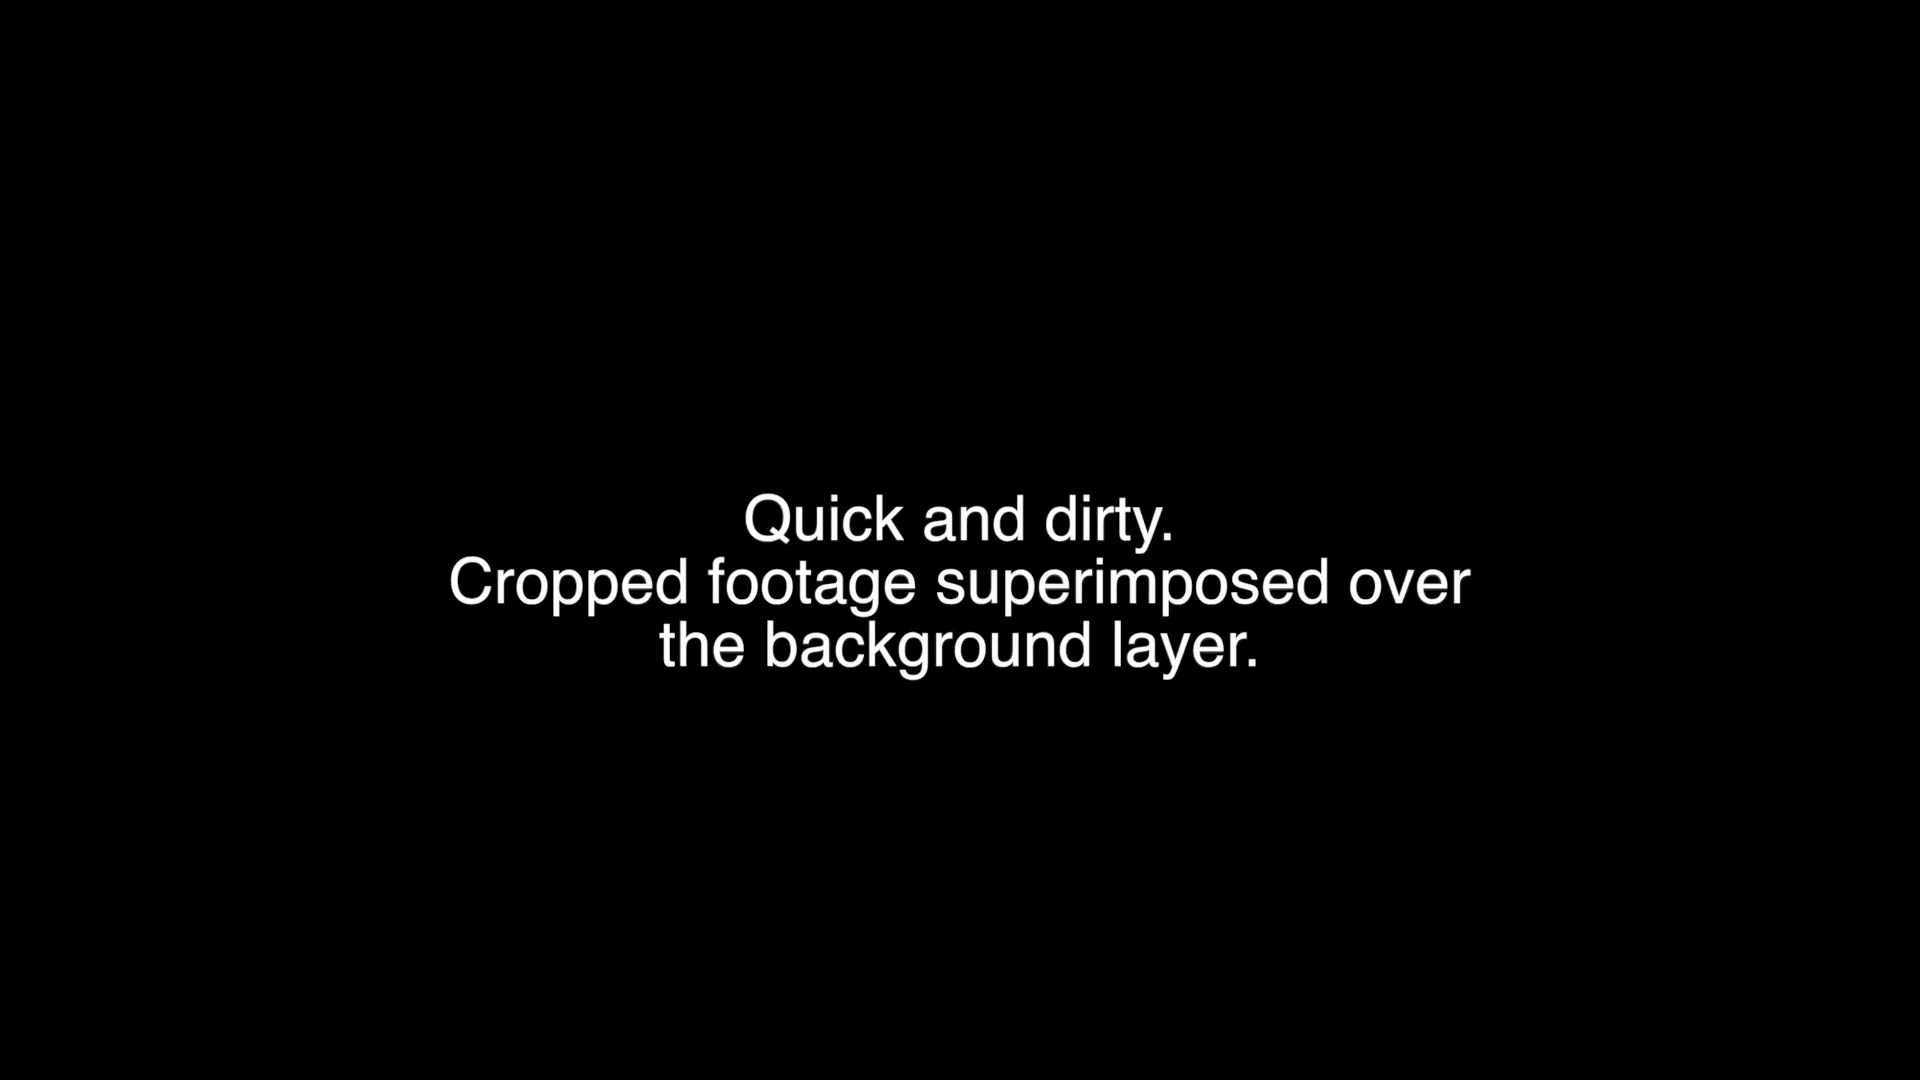 Quick and dirty.
Cropped footage superimposed over
the background layer.